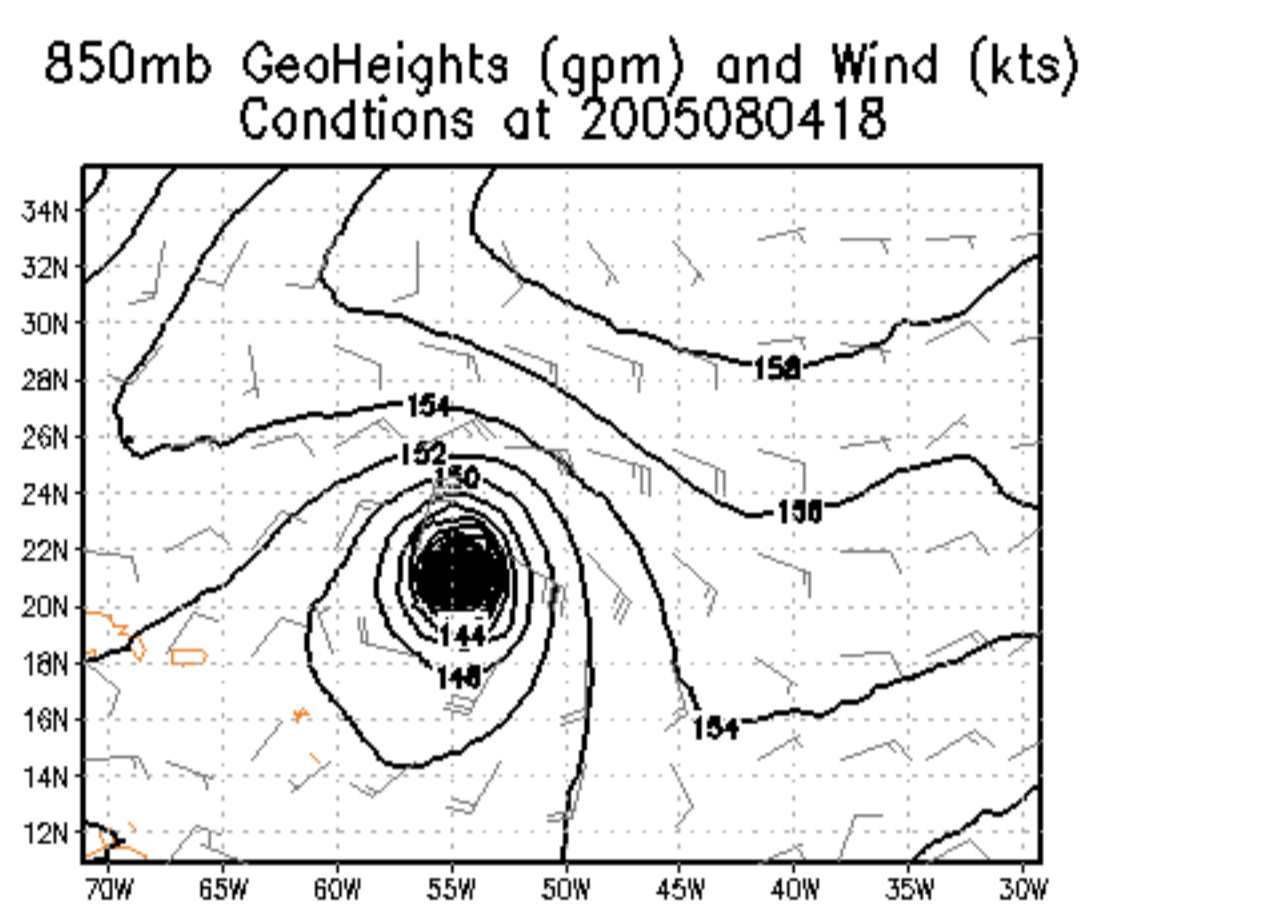 850mb GeoHeights (gpm) and Wind (kts)
Condtions at 2005080418
34N
32N
30N
158
28N
154
26N
152
150
24N
156
22N
20N
144
18N
148
16N
154
14N
12N
70W 65W 60W 55W 50W 45W 40W 35W 30W